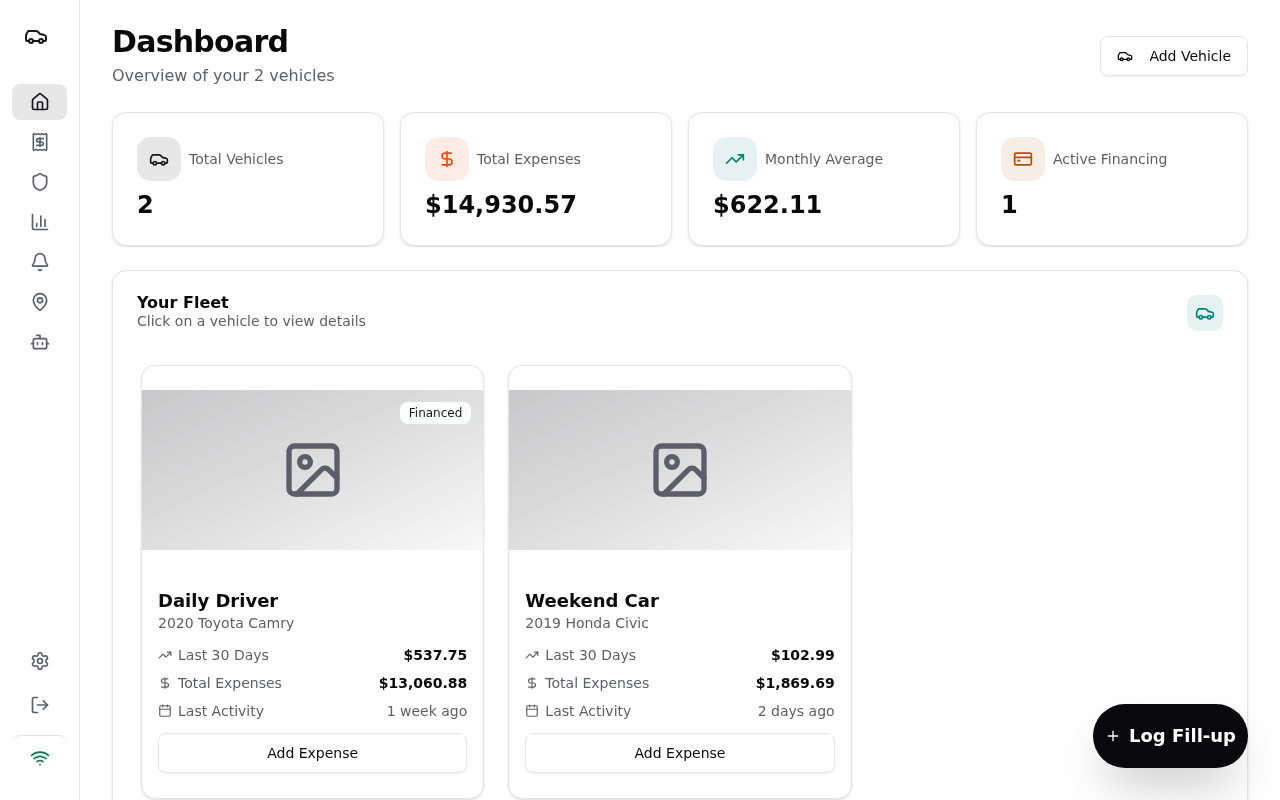 Dashboard
Overview of your 2 vehicles
Add Vehicle
Total Vehicles
2
Total Expenses
$14,930.57
Monthly Average
$622.11
Active Financing
1
Your Fleet
Click on a vehicle to view details
Financed
Daily Driver
2020 Toyota Camry
Last 30 Days $537.75
Total Expenses $13,060.88
Last Activity 1 week ago
Add Expense
Weekend Car
2019 Honda Civic
Last 30 Days $102.99
Total Expenses $1,869.69
Last Activity 2 days ago
Add Expense
Log Fill-up